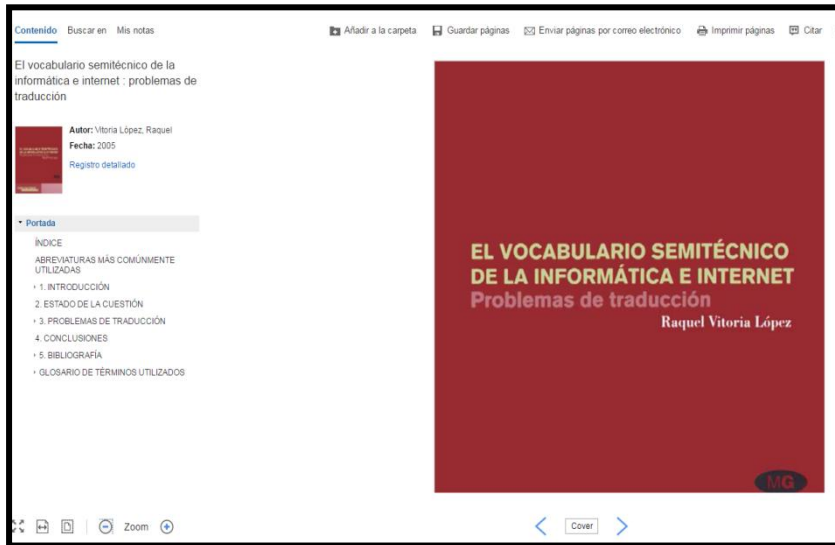 Contenido Buscar en Mis notas
Añadir a la carpeta Guardar páginas Enviar páginas por correo electrónico Imprimir páginas Citar
El vocabulario semitécnico de la
informática e internet : problemas de
traducción
Autor: Vitoria López, Raquel
Fecha: 2005
Registro detallado
Portada
ÍNDICE
ABREVIATURAS MÁS COMÚNMENTE
UTILIZADAS
1. INTRODUCCIÓN
2. ESTADO DE LA CUESTIÓN
3. PROBLEMAS DE TRADUCCIÓN
4. CONCLUSIONES
5. BIBLIOGRAFÍA
GLOSARIO DE TÉRMINOS UTILIZADOS
EL VOCABULARIO SEMITÉCNICO
DE LA INFORMÁTICA E INTERNET
Problemas de traducción
Raquel Vitoria López
MG
Zoom
Cover